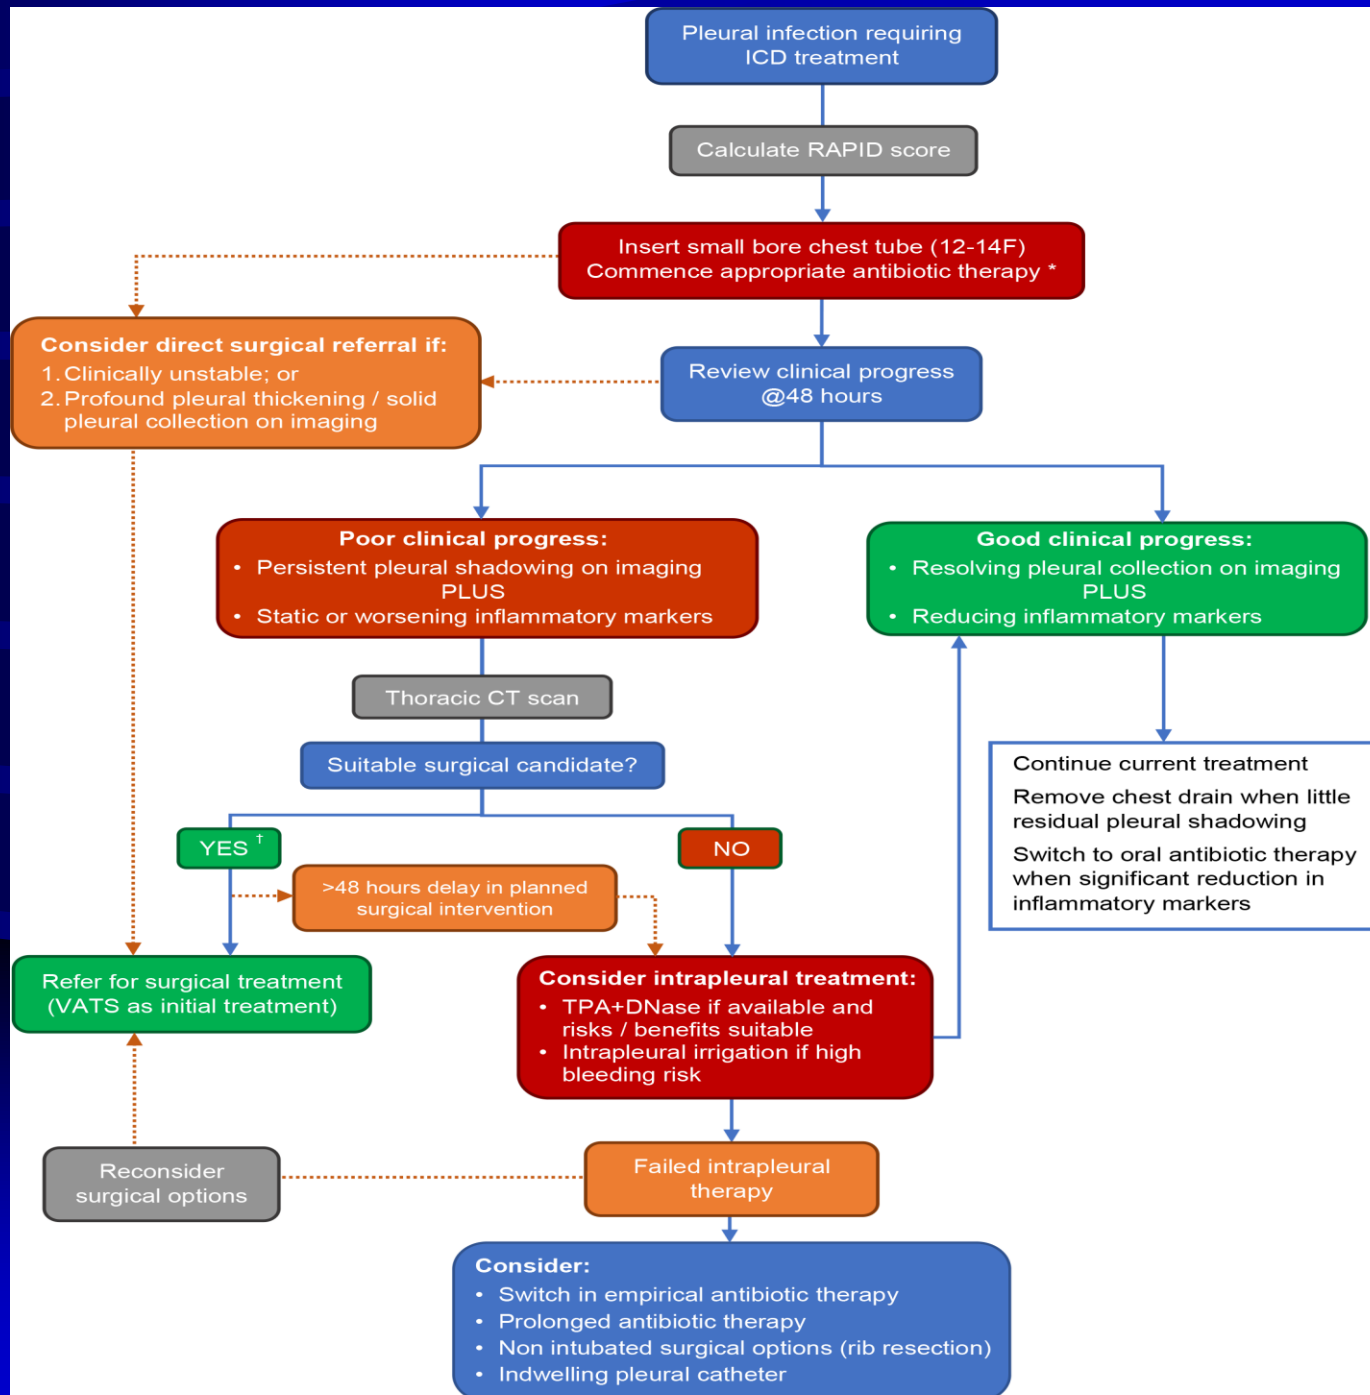 Pleural infection requiring
ICD treatment
Calculate RAPID score
Insert small bore chest tube (12-14F)
Commence appropriate antibiotic therapy *
Consider direct surgical referral if:
1. Clinically unstable; or
2. Profound pleural thickening / solid
pleural collection on imaging
Review clinical progress
@48 hours
Poor clinical progress:
• Persistent pleural shadowing on imaging
PLUS
• Static or worsening inflammatory markers
Good clinical progress:
• Resolving pleural collection on imaging
PLUS
• Reducing inflammatory markers
Thoracic CT scan
Suitable surgical candidate?
Continue current treatment
Remove chest drain when little
residual pleural shadowing
Switch to oral antibiotic therapy
when significant reduction in
inflammatory markers
YES †
NO
>48 hours delay in planned
surgical intervention
Refer for surgical treatment
(VATS as initial treatment)
Consider intrapleural treatment:
• TPA+DNase if available and
risks / benefits suitable
• Intrapleural irrigation if high
bleeding risk
Reconsider
surgical options
Failed intrapleural
therapy
Consider:
• Switch in empirical antibiotic therapy
• Prolonged antibiotic therapy
• Non intubated surgical options (rib resection)
• Indwelling pleural catheter